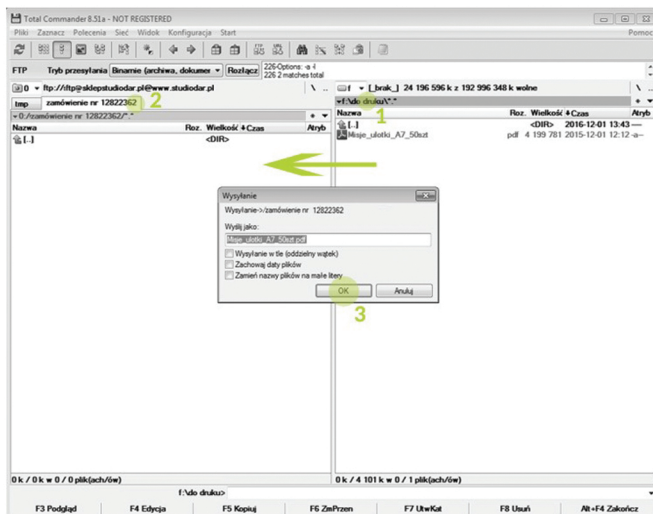 Total Commander 8.51a - NOT REGISTERED
Pliki Zaznacz Polecenia Sieć Widok Konfiguracja Start Pomoc
FTP Tryb przesyłania Binarnie (archiwa, dokumer Rozłącz 226-Options: -a -l
226 2 matches total
0 ftp://iftp@sklepstudiodar.pl@www.studiodar.pl \ ..
f [_brak_] 24 196 596 k z 192 996 348 k wolne \ ..
tmp zamówienie nr 12822362 2
f:\do druku\*.* * 1
0:/zamówienie nr 12822362/*.* *
Nazwa Roz. Wielkość Czas Atryb
[..] <DIR>
Nazwa Roz. Wielkość Czas Atryb
[..] <DIR> 2016-12-01 13:43 ----
Misje_ulotki_A7_50szt pdf 4 199 781 2015-12-01 12:12 -a--
Wysyłanie
Wysyłanie->/zamówienie nr 12822362
Wyślij jako:
Misje_ulotki_A7_50szt.pdf
Wysyłanie w tle (oddzielny wątek)
Zachowaj daty plików
Zamień nazwy plików na małe litery
OK Anuluj
3
0 k / 0 k w 0 / 0 plik(ach/ów)
0 k / 4 101 k w 0 / 1 plik(ach/ów)
f:\do druku>
F3 Podgląd F4 Edycja F5 Kopiuj F6 ZmPrzen F7 UtwKat F8 Usuń Alt+F4 Zakończ